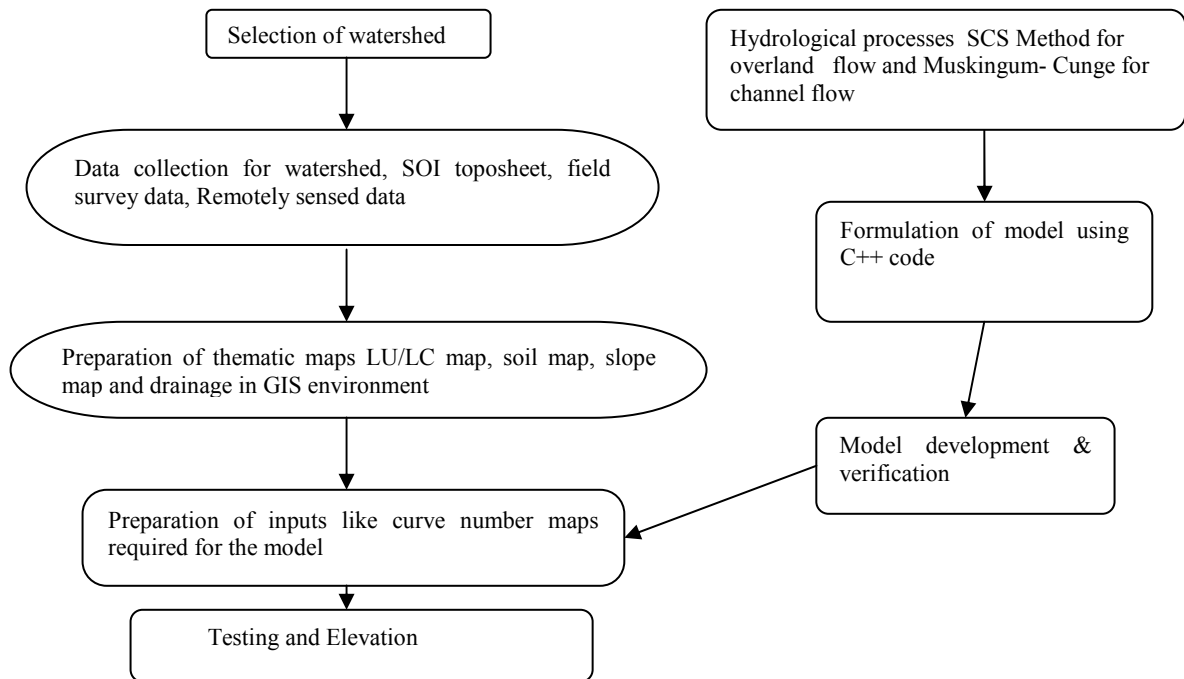 Selection of watershed
Data collection for watershed, SOI toposheet, field
survey data, Remotely sensed data
Preparation of thematic maps LU/LC map, soil map, slope
map and drainage in GIS environment
Preparation of inputs like curve number maps
required for the model
Testing and Elevation
Hydrological processes SCS Method for
overland flow and Muskingum- Cunge for
channel flow
Formulation of model using
C++ code
Model development &
verification